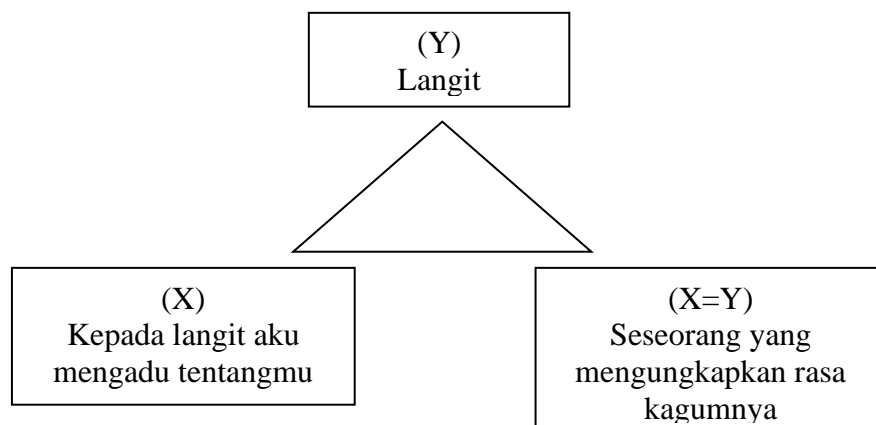 (Y)
Langit
(X)
Kepada langit aku
mengadu tentangmu
(X=Y)
Seseorang yang
mengungkapkan rasa
kagumnya